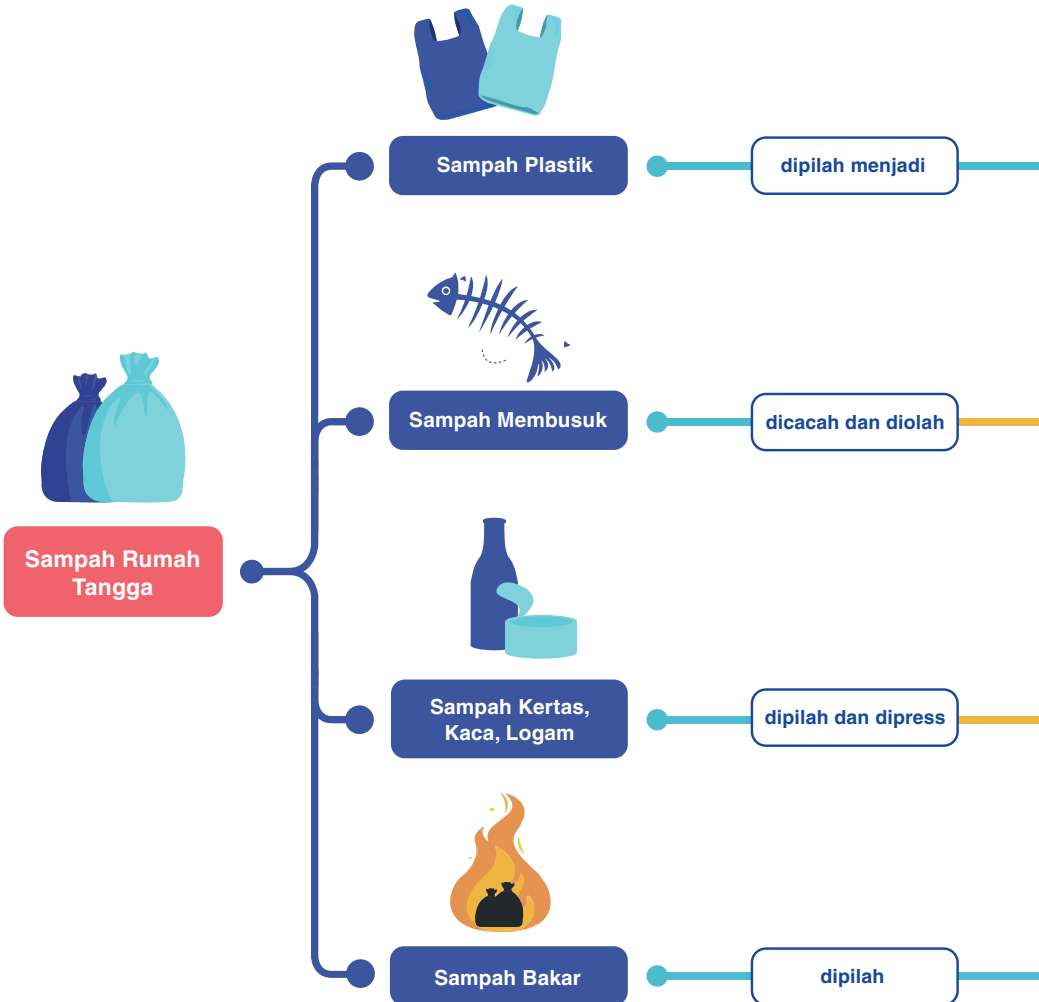 Sampah Plastik
dipilah menjadi
Sampah Membusuk
dicacah dan diolah
Sampah Rumah
Tangga
Sampah Kertas,
Kaca, Logam
dipilah dan dipress
Sampah Bakar
dipilah